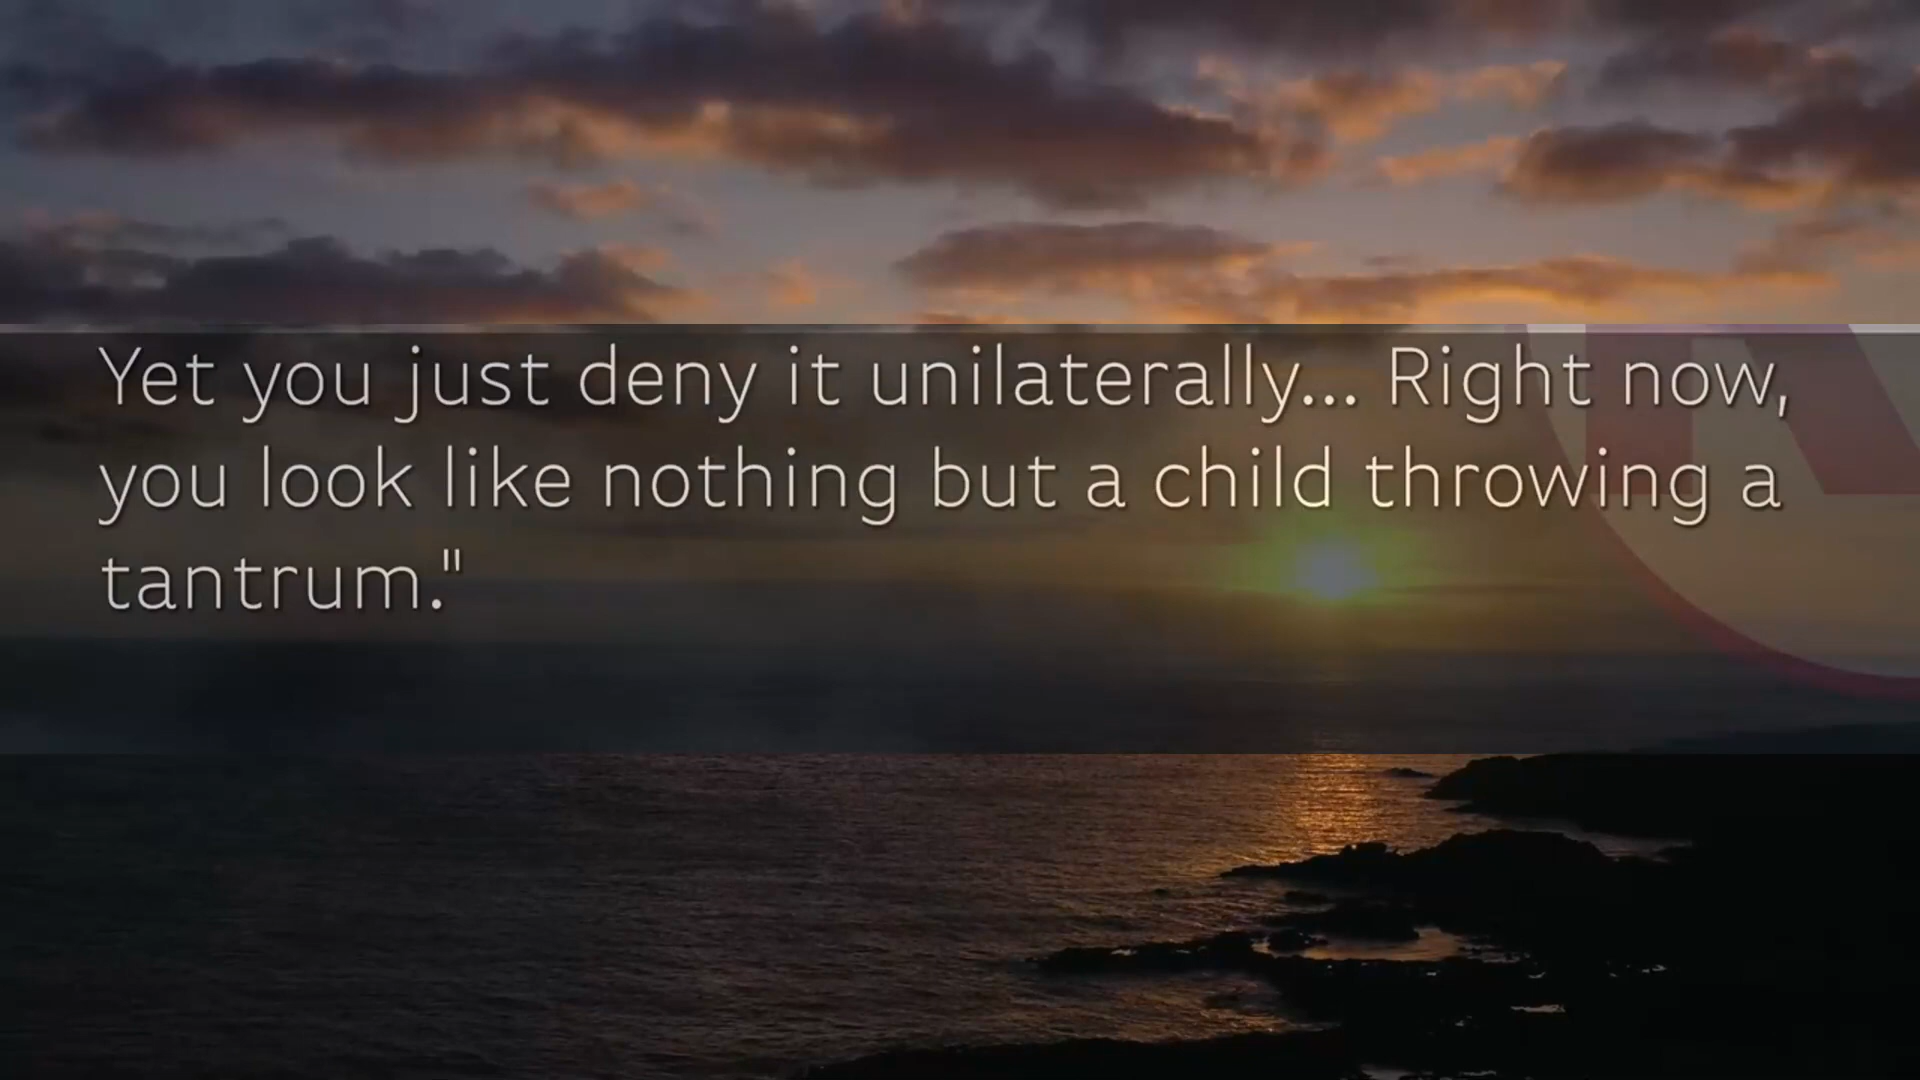 Yet you just deny it unilaterally... Right now,
you look like nothing but a child throwing a
tantrum."